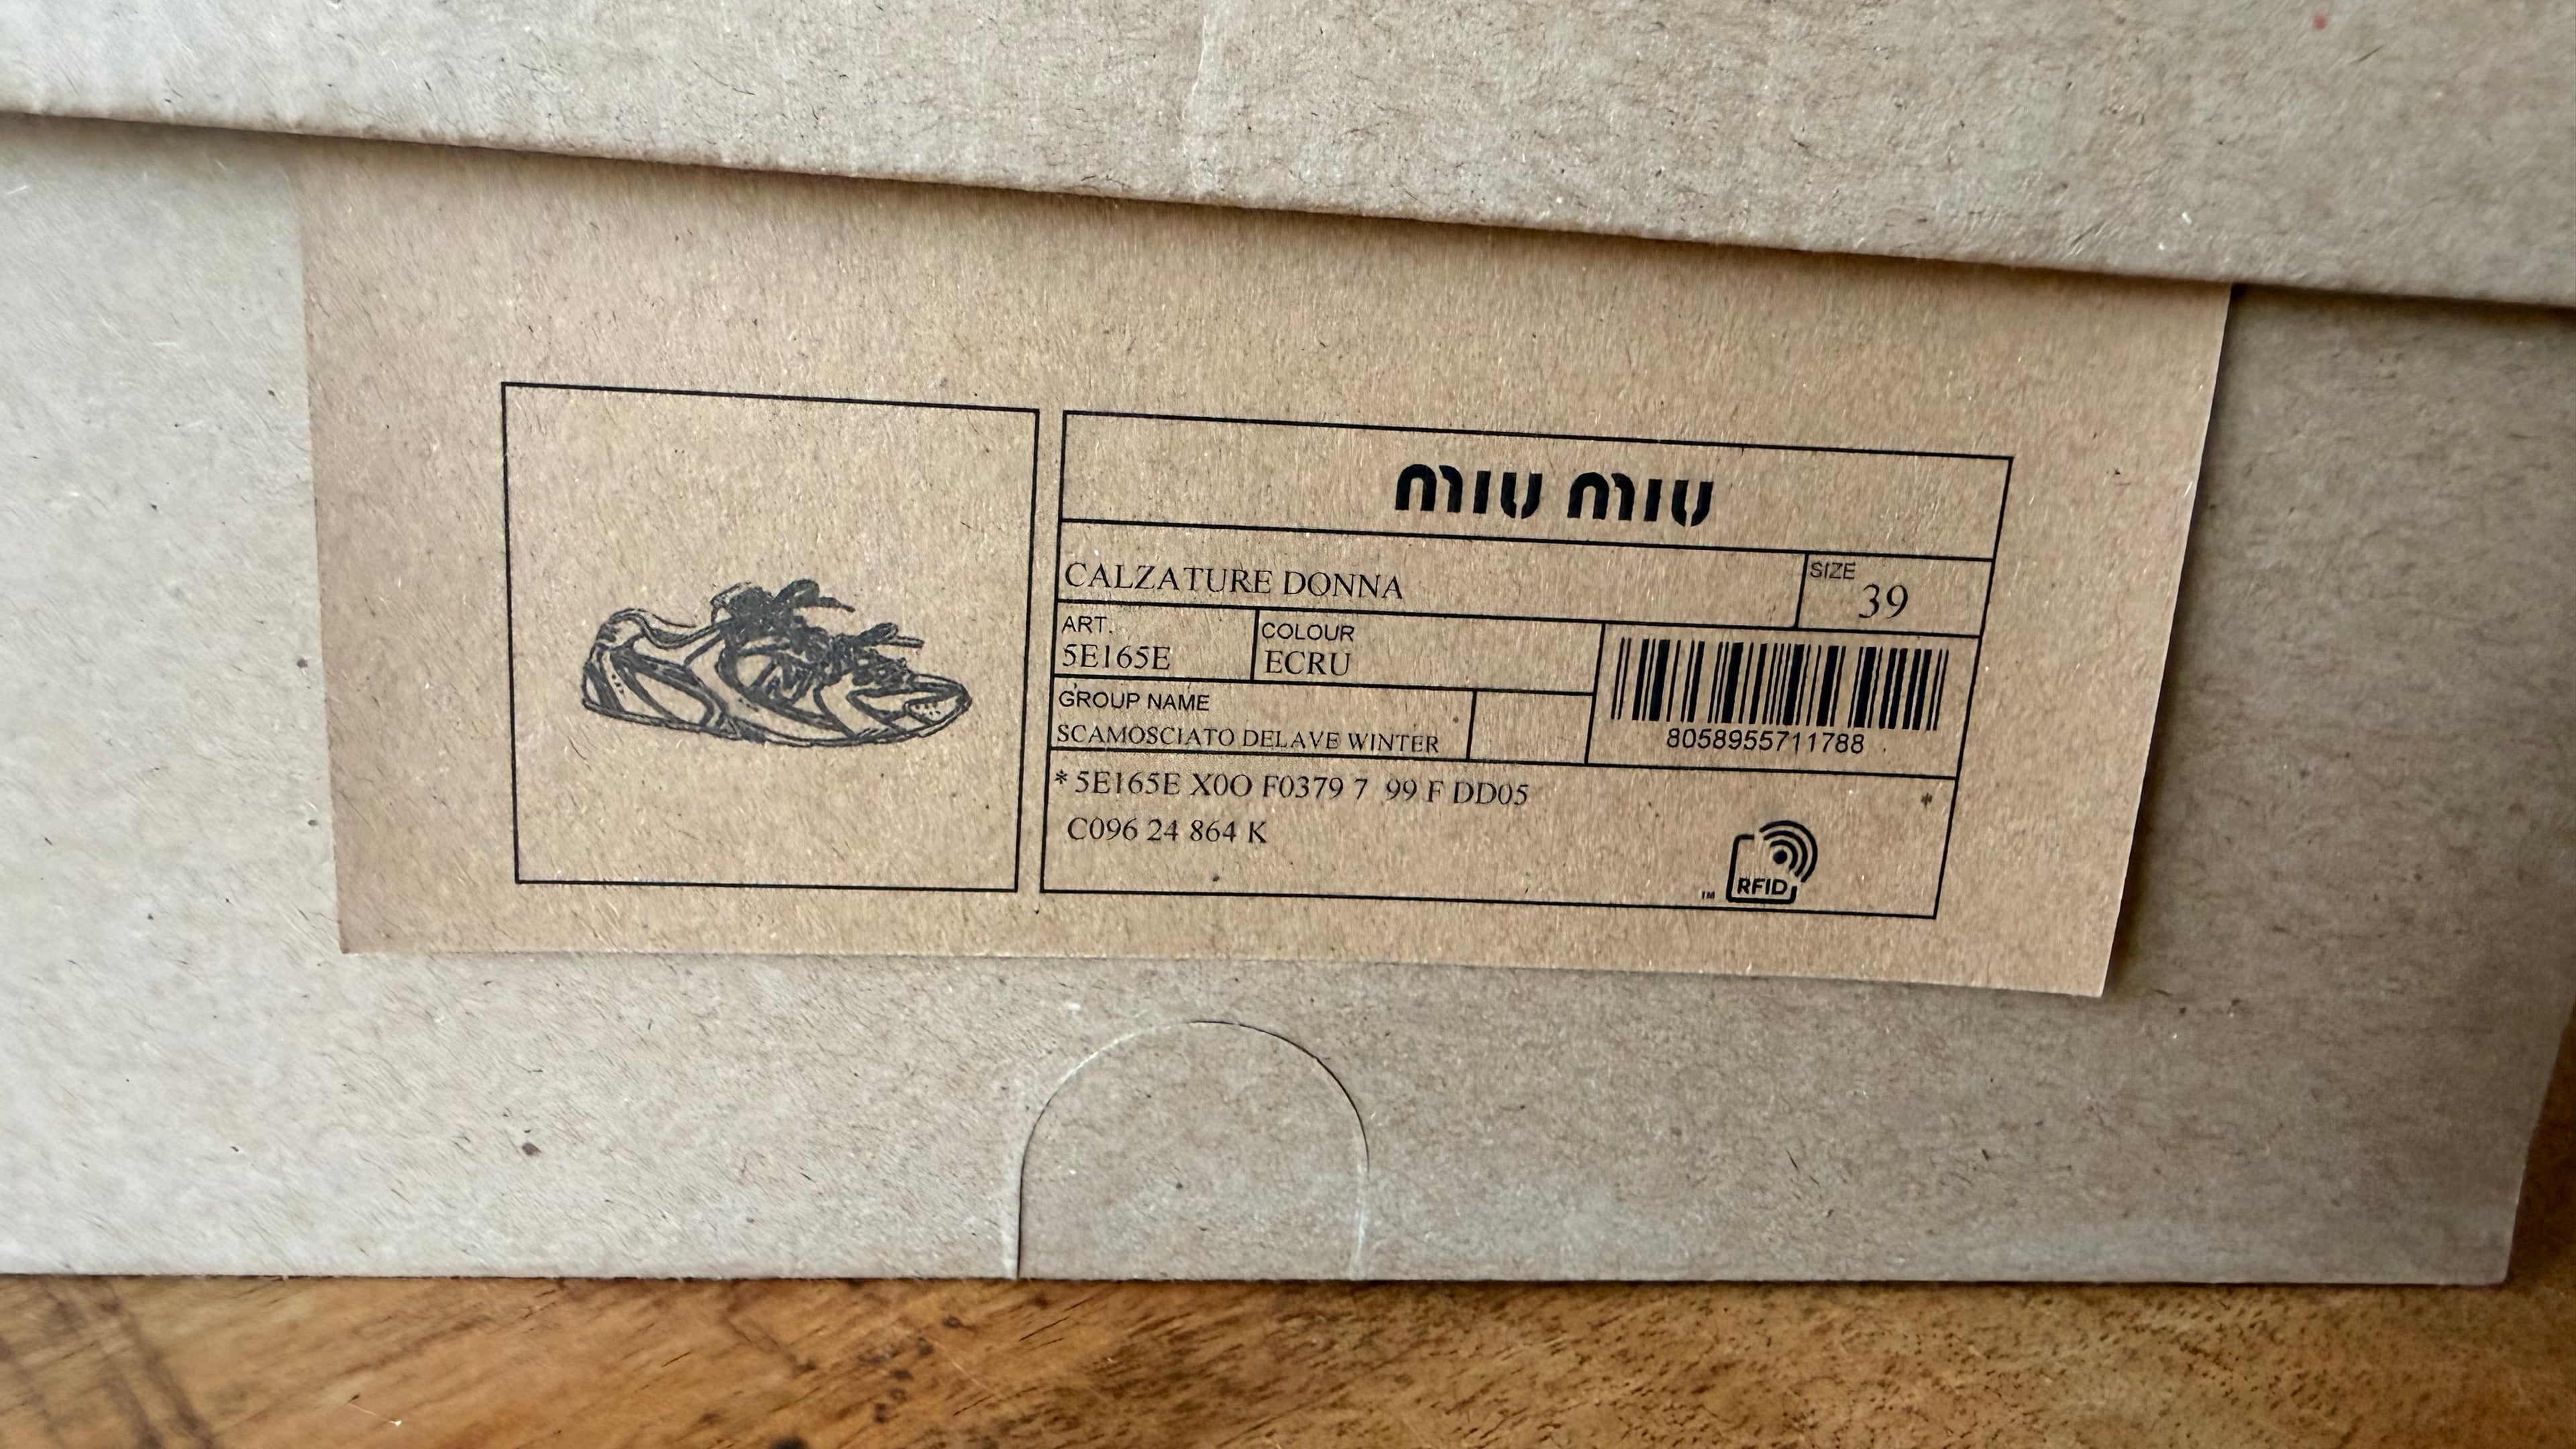 miu miu
CALZATURE DONNA
SIZE
39
ART.
5E165E
COLOUR
ECRU
GROUP NAME
SCAMOSCIATO DELAVE WINTER
8058955711788
* 5E165E X0O F0379 7 99 F DD05 *
C096 24 864 K
RFID
TM
N